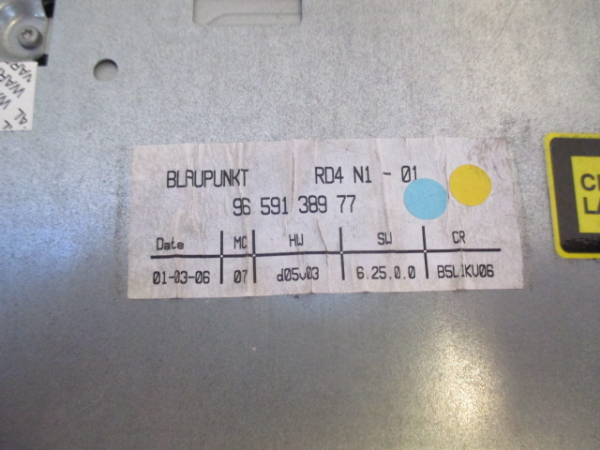 BLAUPUNKT RD4 N1 - 01
96 591 389 77
Date MC HW SW CR
01-03-06 07 d05v03 6.25.0.0 B5L1KV06